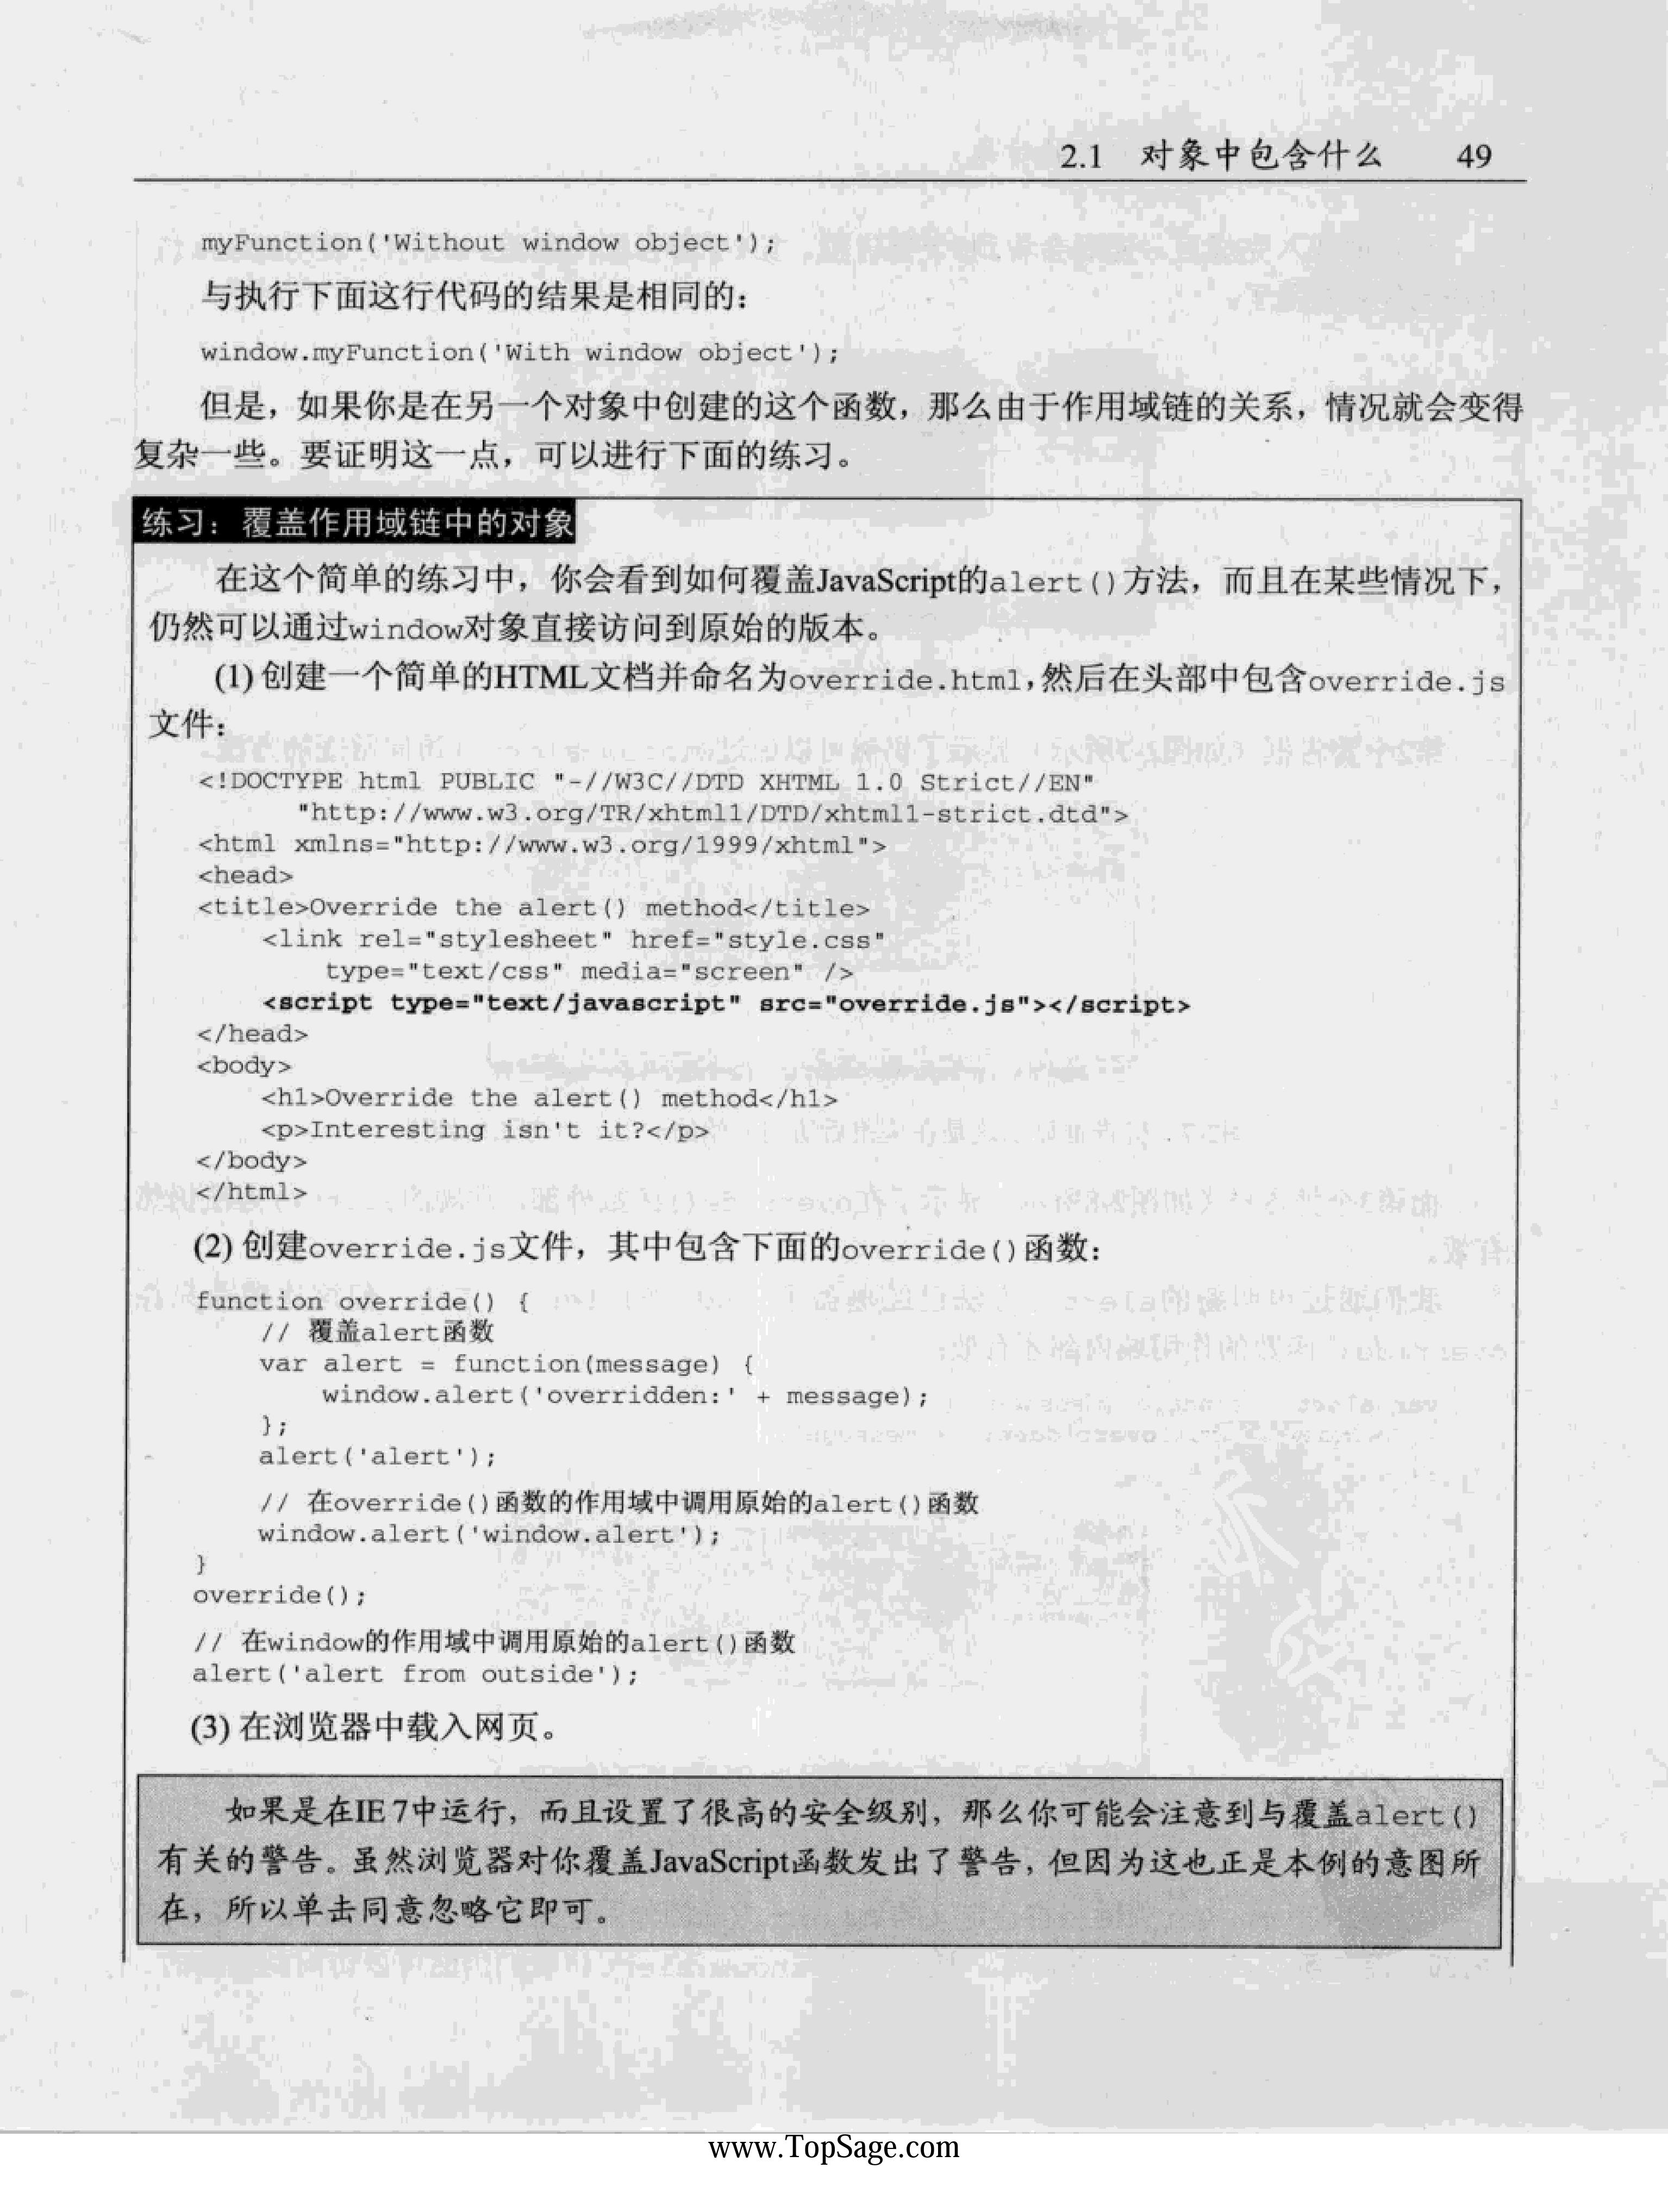 2.1 对象中包含什么 49
myFunction('Without window object');
与执行下面这行代码的结果是相同的：
window.myFunction('With window object');
但是，如果你是在另一个对象中创建的这个函数，那么由于作用域链的关系，情况就会变得
复杂一些。要证明这一点，可以进行下面的练习。
练习：覆盖作用域链中的对象
在这个简单的练习中，你会看到如何覆盖JavaScript的alert()方法，而且在某些情况下，
仍然可以通过window对象直接访问到原始的版本。
(1) 创建一个简单的HTML文档并命名为override.html，然后在头部中包含override.js
文件：
<!DOCTYPE html PUBLIC "-//W3C//DTD XHTML 1.0 Strict//EN"
"http://www.w3.org/TR/xhtml1/DTD/xhtml1-strict.dtd">
<html xmlns="http://www.w3.org/1999/xhtml">
<head>
<title>Override the alert() method</title>
<link rel="stylesheet" href="style.css"
type="text/css" media="screen" />
<script type="text/javascript" src="override.js"></script>
</head>
<body>
<h1>Override the alert() method</h1>
<p>Interesting isn't it?</p>
</body>
</html>
(2) 创建override.js文件，其中包含下面的override()函数：
function override() {
// 覆盖alert函数
var alert = function(message) {
window.alert('overridden:' + message);
};
alert('alert');
// 在override()函数的作用域中调用原始的alert()函数
window.alert('window.alert');
}
override();
// 在window的作用域中调用原始的alert()函数
alert('alert from outside');
(3) 在浏览器中载入网页。
如果是在IE 7中运行，而且设置了很高的安全级别，那么你可能会注意到与覆盖alert()
有关的警告。虽然浏览器对你覆盖JavaScript函数发出了警告，但因为这也正是本例的意图所
在，所以单击同意忽略它即可。
www.TopSage.com